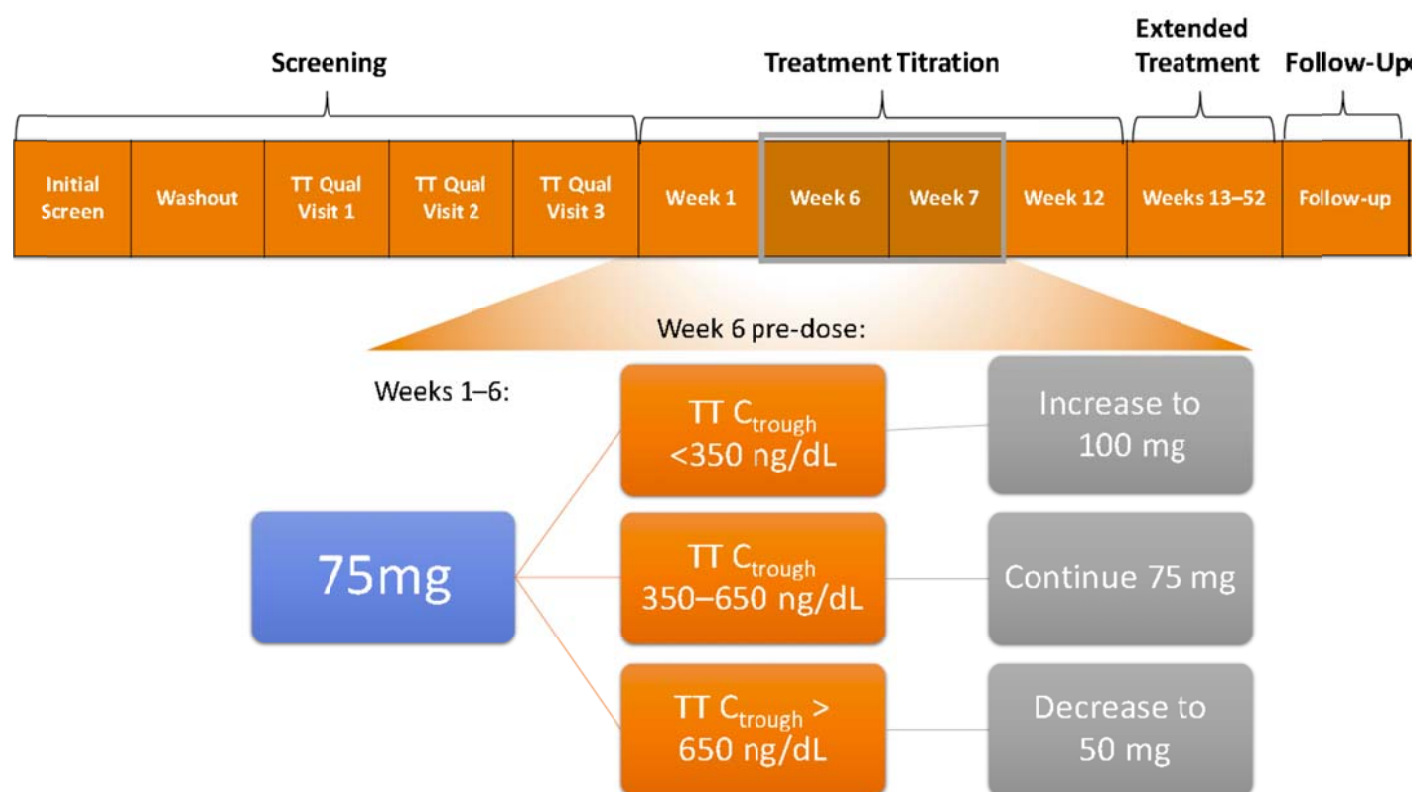 Screening
Treatment Titration
Extended
Treatment
Follow-Up
Initial
Screen
Washout
TT Qual
Visit 1
TT Qual
Visit 2
TT Qual
Visit 3
Week 1
Week 6
Week 7
Week 12
Weeks 13–52
Follow-up
Week 6 pre-dose:
Weeks 1–6:
75mg
TT Ctrough
<350 ng/dL
Increase to
100 mg
TT Ctrough
350–650 ng/dL
Continue 75 mg
TT Ctrough >
650 ng/dL
Decrease to
50 mg